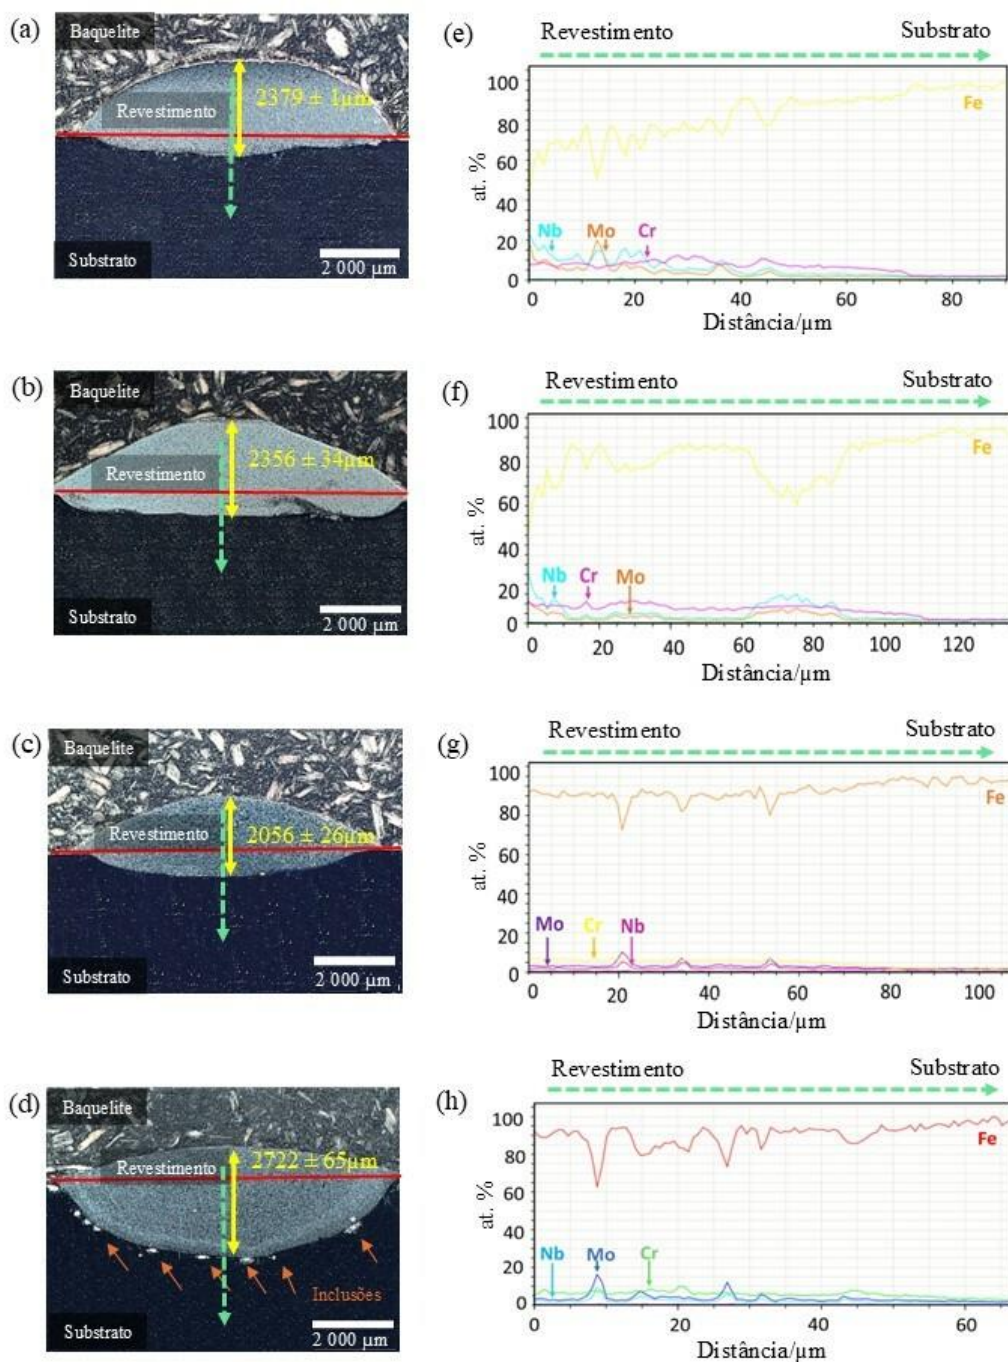 (a)
Baquelite
Revestimento
2379 ± 1µm
Substrato
2 000 µm
(e)
Revestimento Substrato
at. %
100
80
60
40
20
0
Fe
Nb Mo Cr
0 20 40 60 80
Distância/µm
(b)
Baquelite
Revestimento
2356 ± 34µm
Substrato
2 000 µm
(f)
Revestimento Substrato
at. %
100
80
60
40
20
0
Fe
Nb Cr Mo
0 20 40 60 80 100 120
Distância/µm
(c)
Baquelite
Revestimento
2056 ± 26µm
Substrato
2 000 µm
(g)
Revestimento Substrato
at. %
100
80
60
40
20
0
Fe
Mo Cr Nb
0 20 40 60 80 100
Distância/µm
(d)
Baquelite
Revestimento
2722 ± 65µm
Inclusões
Substrato
2 000 µm
(h)
Revestimento Substrato
at. %
100
80
60
40
20
0
Fe
Nb Mo Cr
0 20 40 60
Distância/µm